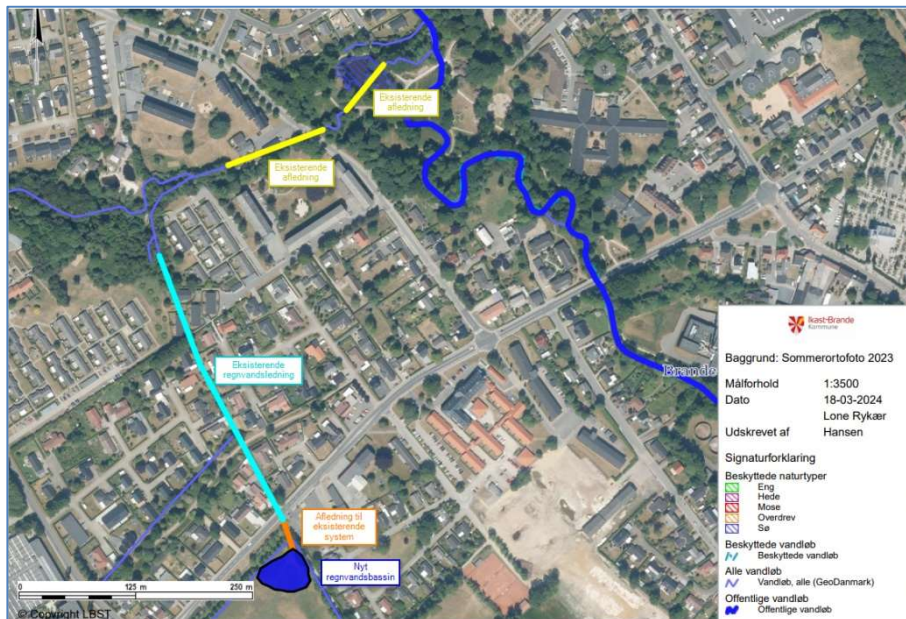 Eksisterende
afledning
Eksisterende
afledning
Eksisterende
regnvandsledning
Afledning til
eksisterende
system
Nyt
regnvandsbassin
0 125 m 250 m
© Copyright LBST
Ikast-Brande
Kommune
Baggrund: Sommerortofoto 2023
Målforhold 1:3500
Dato 18-03-2024
Lone Rykær
Udskrevet af Hansen
Signaturforklaring
Beskyttede naturtyper
Eng
Hede
Mose
Overdrev
Sø
Beskyttede vandløb
Beskyttede vandløb
Alle vandløb
Vandløb, alle (GeoDanmark)
Offentlige vandløb
Offentlige vandløb